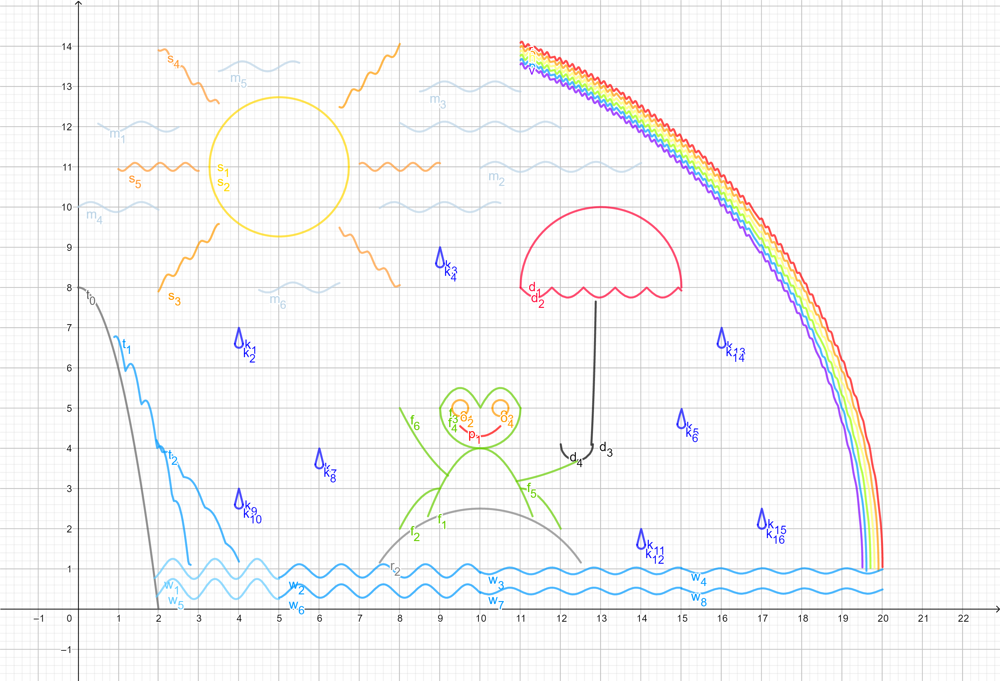 14
s4
m5
v
13
m3
12
m1
11
s1
s5
m2
s2
10
m4
9
k3
k4
8
t0
s3
m6
d1
d2
7
t1
k1
k2
k13
k14
6
5
f6
f3
f4
o2
o4
k5
k6
p1
4
t2
d4
d3
k7
k8
3
k9
k10
f5
2
f2
f1
k15
k16
k11
k12
1
r2
w1
w2
w3
w4
w5
w6
w7
w8
–1 0 1 2 3 4 5 6 7 8 9 10 11 12 13 14 15 16 17 18 19 20 21 22
–1